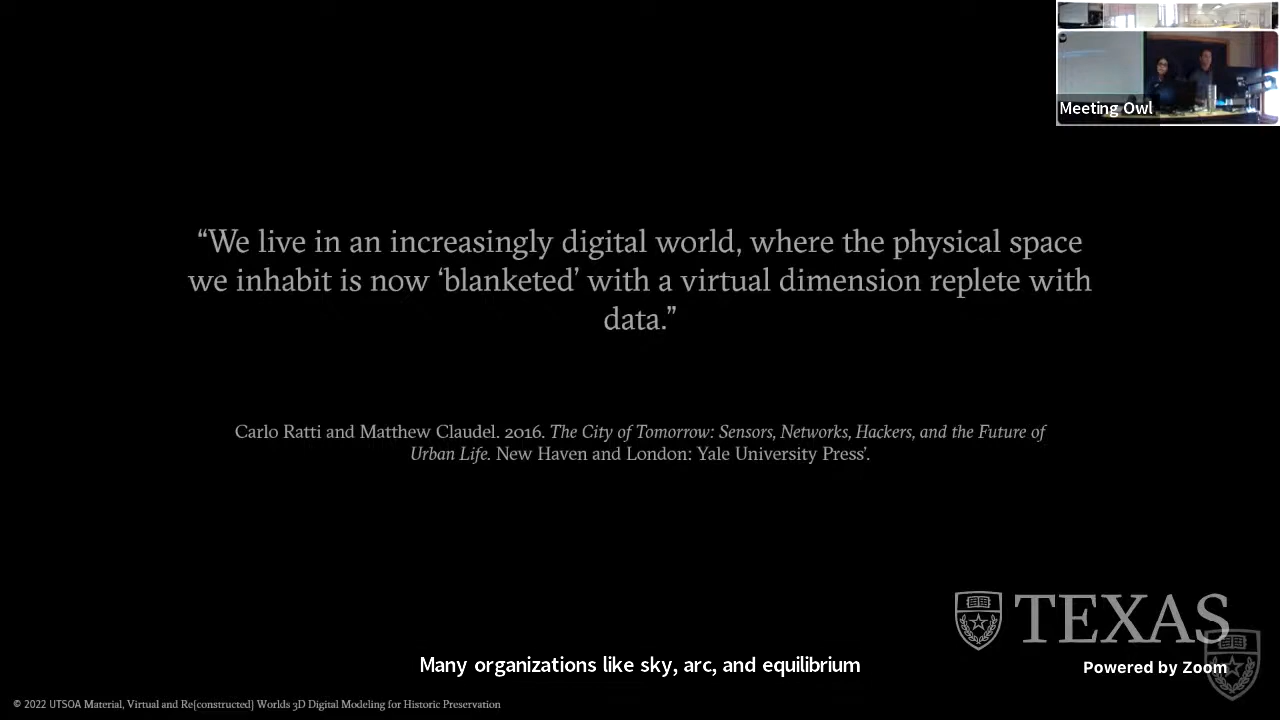 Meeting Owl
“We live in an increasingly digital world, where the physical space
we inhabit is now ‘blanketed’ with a virtual dimension replete with
data.”
Carlo Ratti and Matthew Claudel. 2016. The City of Tomorrow: Sensors, Networks, Hackers, and the Future of
Urban Life. New Haven and London: Yale University Press’.
TEXAS
Many organizations like sky, arc, and equilibrium
Powered by Zoom
© 2022 UTSOA Material, Virtual and Re[constructed] Worlds 3D Digital Modeling for Historic Preservation